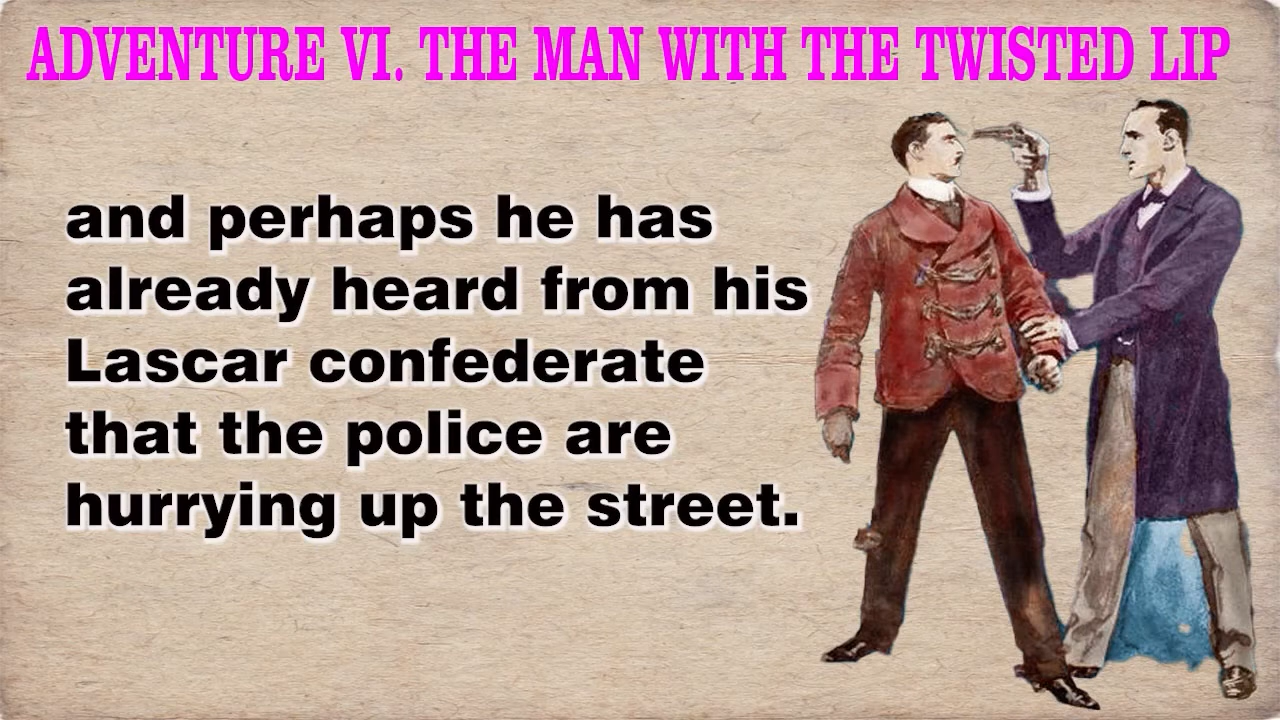 ADVENTURE VI. THE MAN WITH THE TWISTED LIP
and perhaps he has
already heard from his
Lascar confederate
that the police are
hurrying up the street.